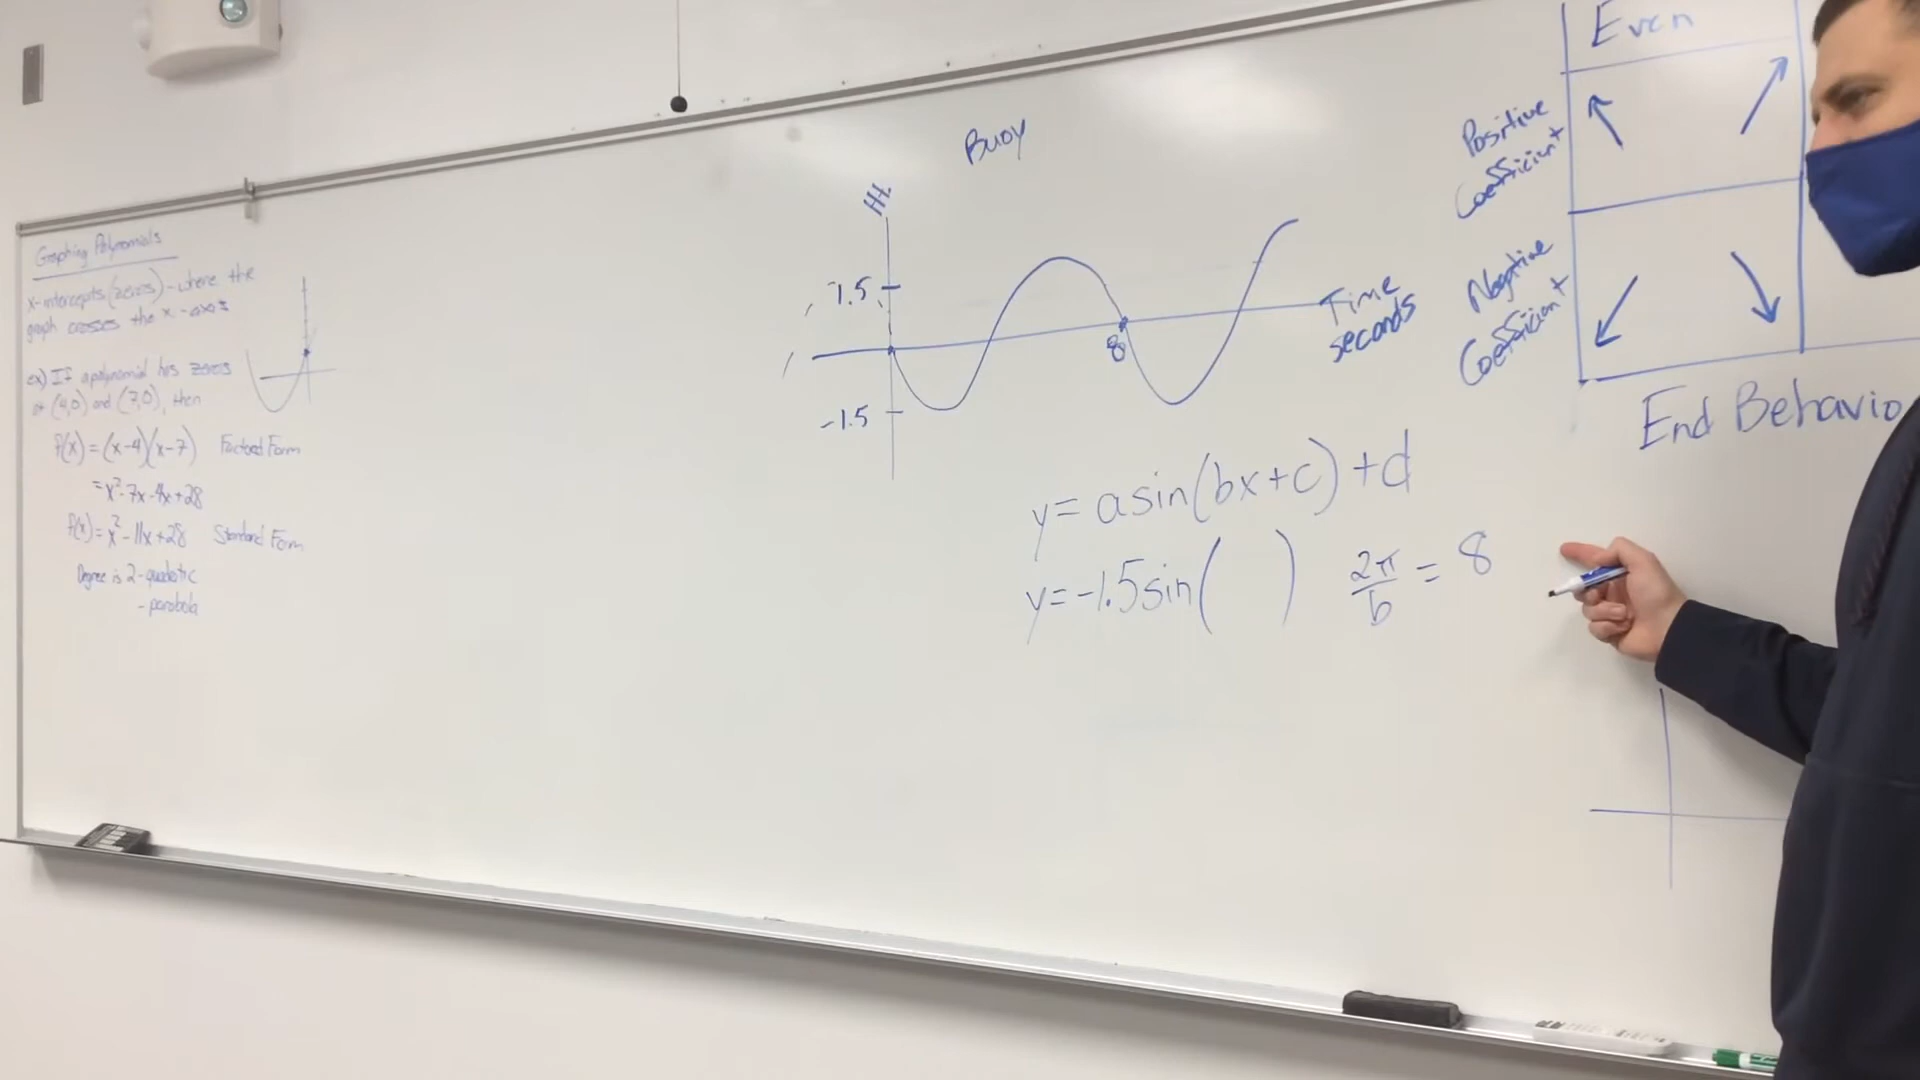 Graphing Polynomials
x-intercepts (zeros) - where the
graph crosses the x-axis
ex) If a polynomial has zeros
at (4,0) and (7,0), then
f(x) = (x-4)(x-7) Factored Form
= x²-7x-4x+28
f(x) = x²-11x+28 Standard Form
Degree is 2-quadratic
- parabola
Buoy
Ht.
1.5
-1.5
8
Time
seconds
y = a sin(bx+c)+d
y = -1.5 sin( ) 2π/b = 8
Even
Positive
Coefficient
Negative
Coefficient
End Behavio